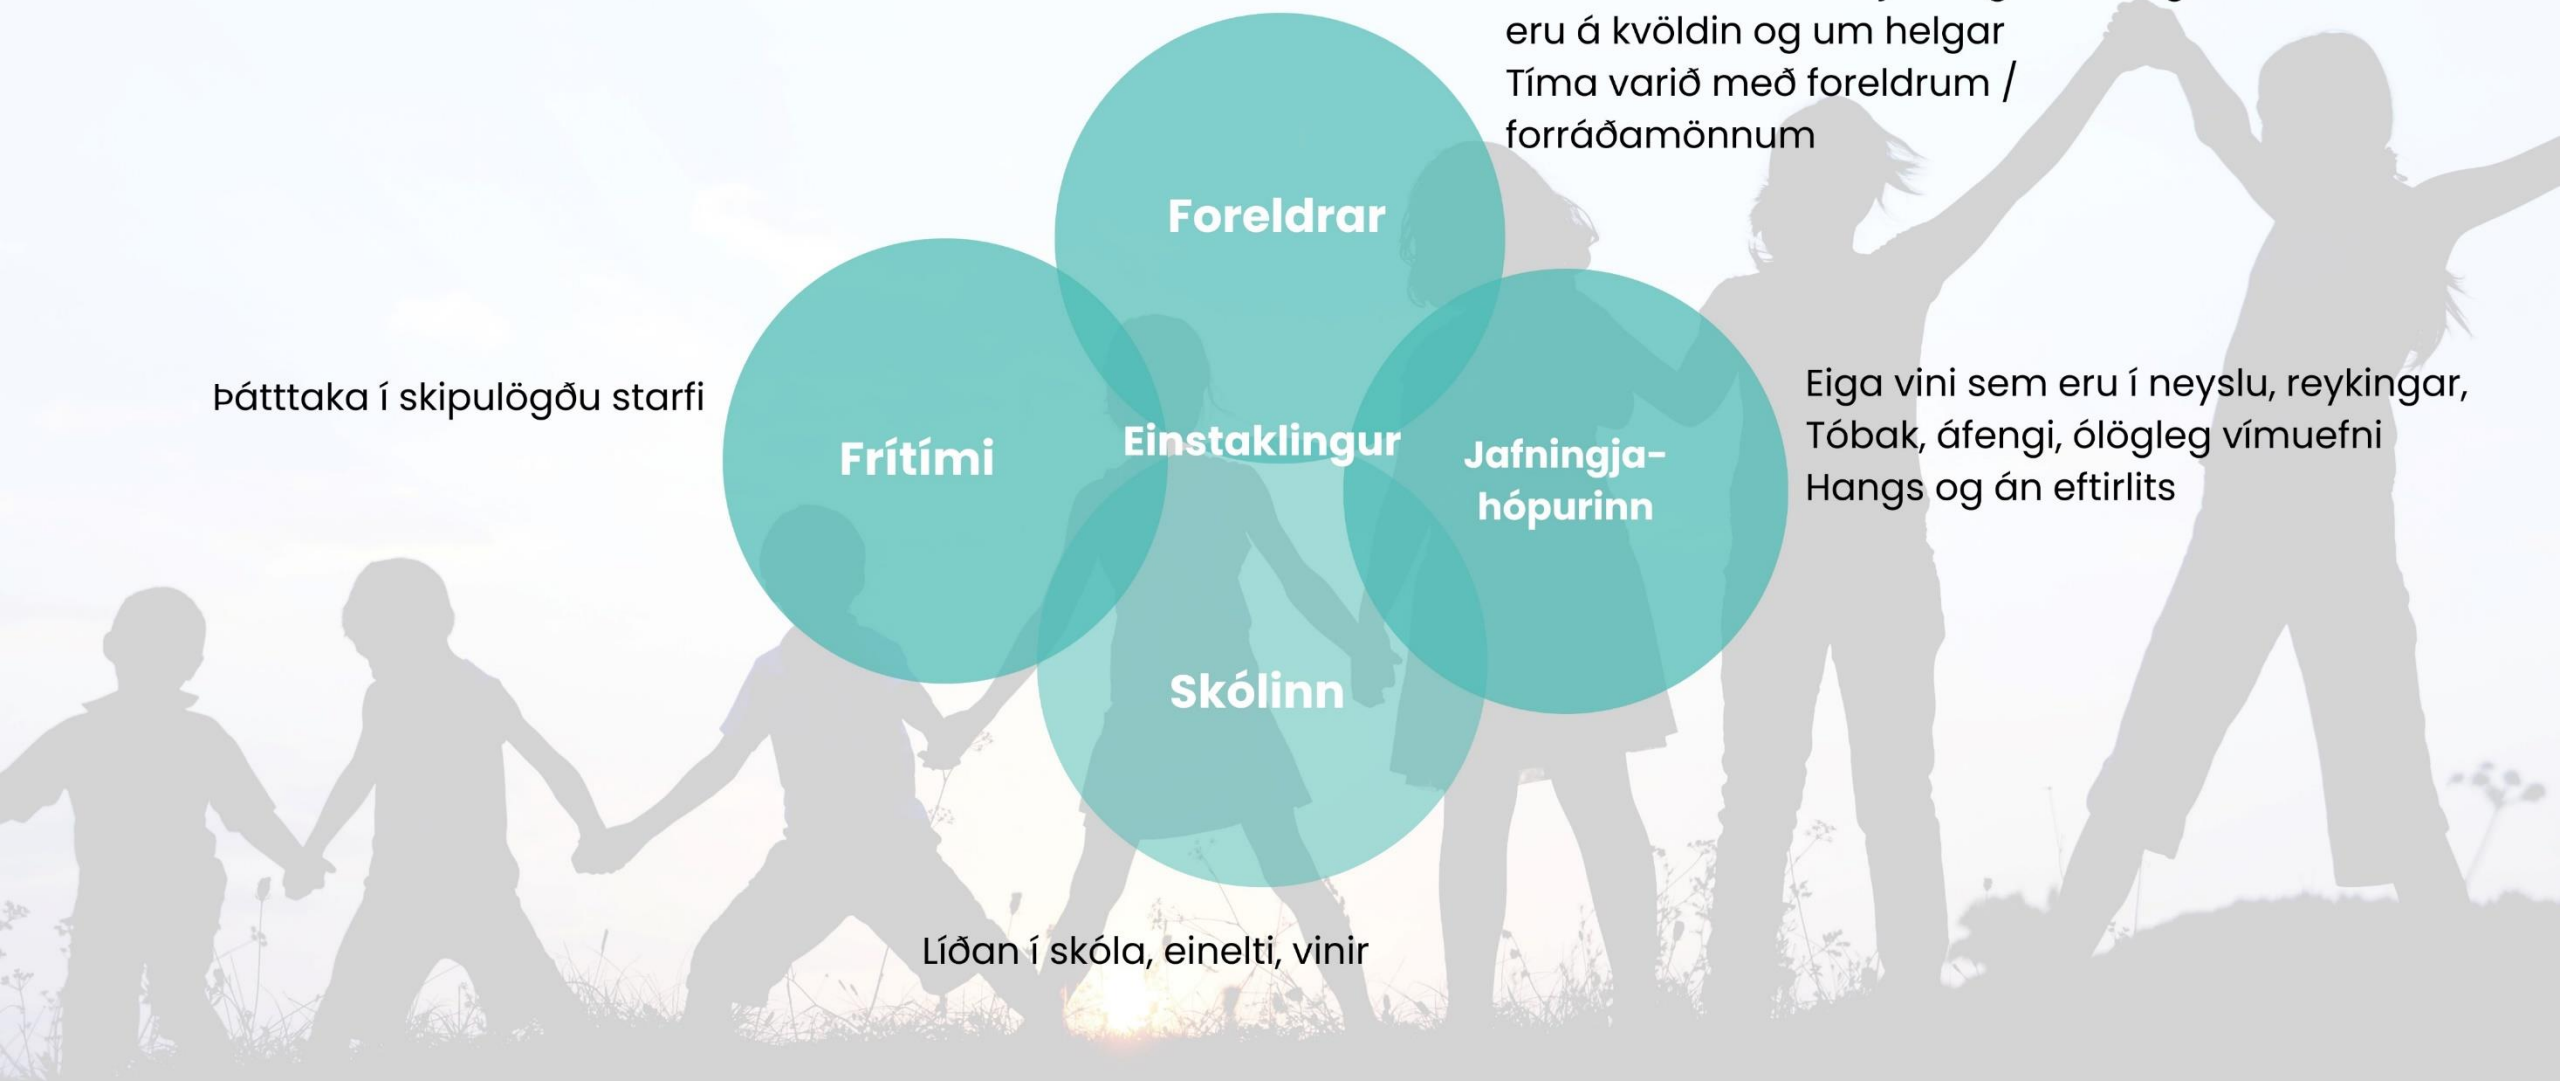 eru á kvöldin og um helgar
Tíma varið með foreldrum /
forráðamönnum
Foreldrar
Þátttaka í skipulögðu starfi
Frítími
Einstaklingur
Jafningja-
hópurinn
Eiga vini sem eru í neyslu, reykingar,
Tóbak, áfengi, ólögleg vímuefni
Hangs og án eftirlits
Skólinn
Líðan í skóla, einelti, vinir